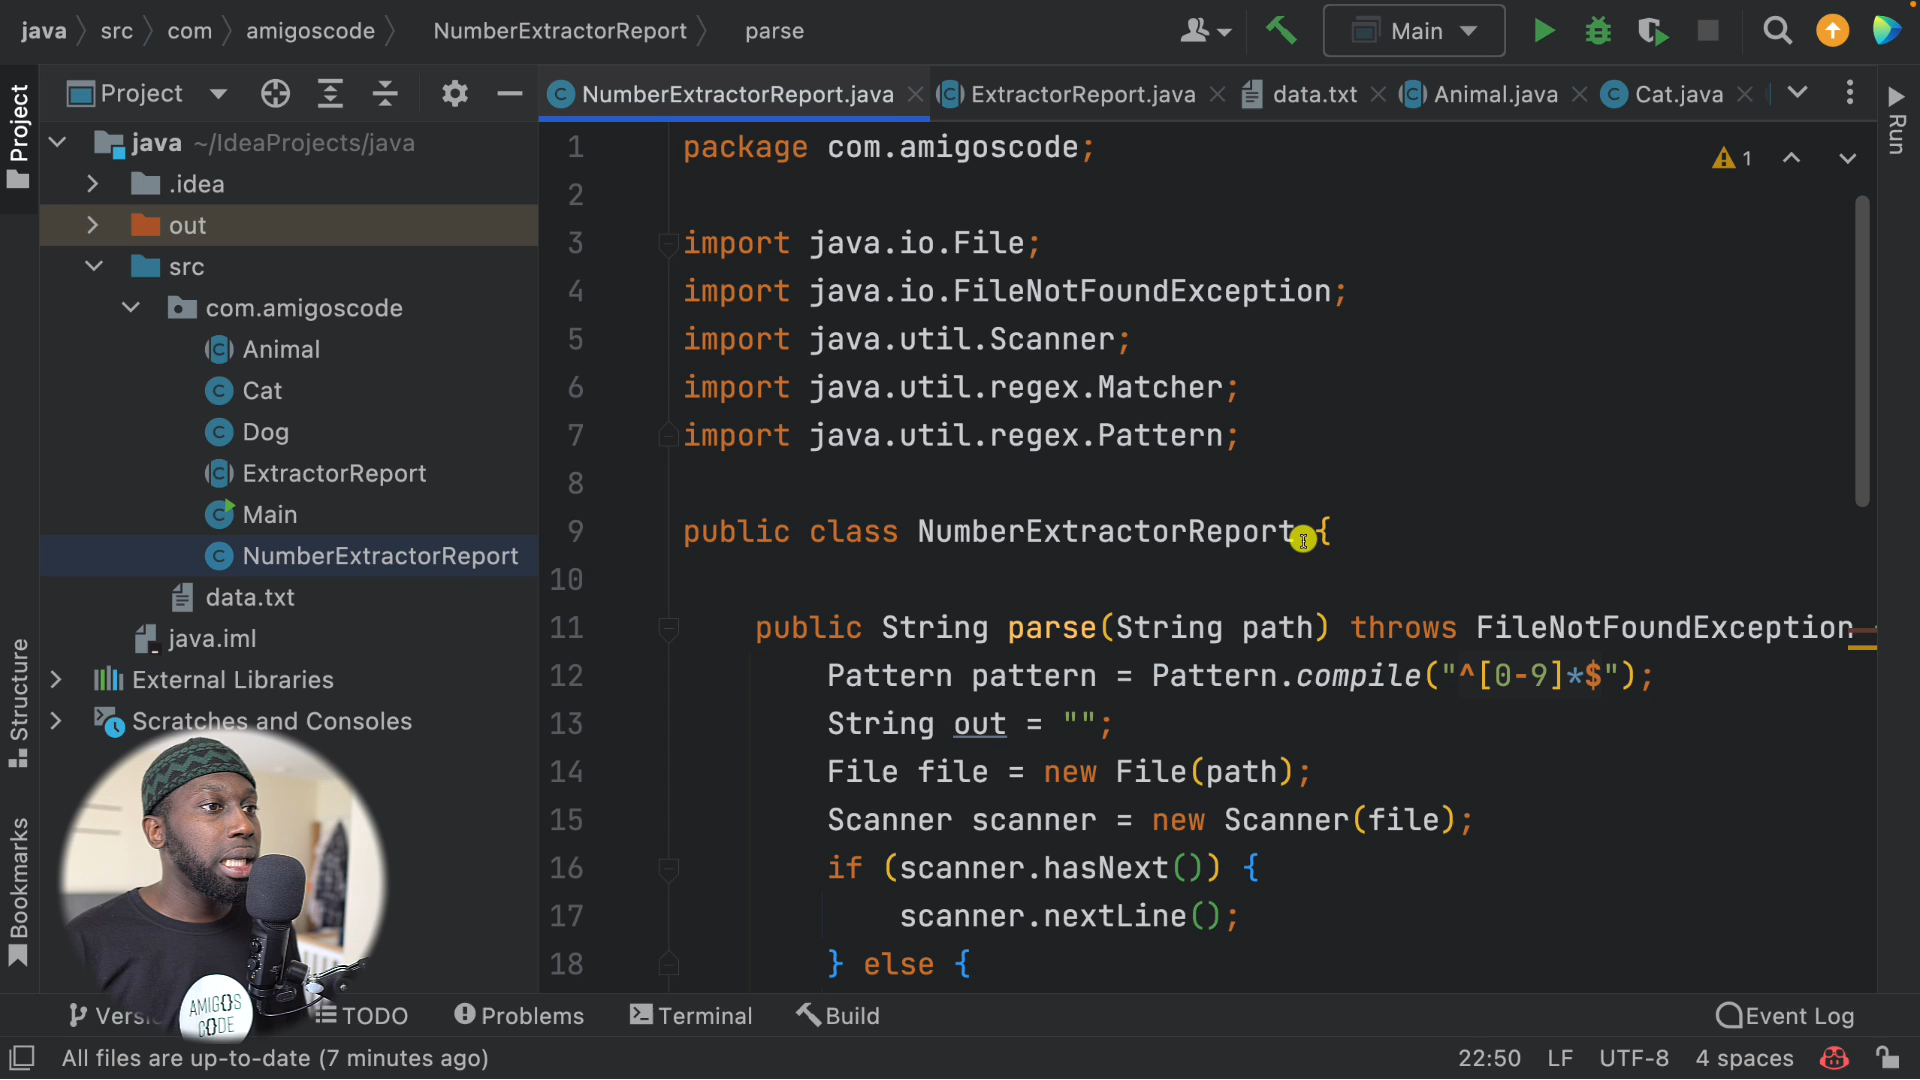 java src com amigoscode NumberExtractorReport parse
Main
Project
NumberExtractorReport.java ExtractorReport.java data.txt Animal.java Cat.java
Project
Run
java ~/IdeaProjects/java
.idea
out
src
com.amigoscode
Animal
Cat
Dog
ExtractorReport
Main
NumberExtractorReport
data.txt
java.iml
External Libraries
Scratches and Consoles
Structure
Bookmarks
1
1 package com.amigoscode;
2
3 import java.io.File;
4 import java.io.FileNotFoundException;
5 import java.util.Scanner;
6 import java.util.regex.Matcher;
7 import java.util.regex.Pattern;
8
9 public class NumberExtractorReport {
10
11 public String parse(String path) throws FileNotFoundException
12 Pattern pattern = Pattern.compile("^[0-9]*$");
13 String out = "";
14 File file = new File(path);
15 Scanner scanner = new Scanner(file);
16 if (scanner.hasNext()) {
17 scanner.nextLine();
18 } else {
AMIG{}S
C{}DE
Versi TODO Problems Terminal Build Event Log
All files are up-to-date (7 minutes ago) 22:50 LF UTF-8 4 spaces